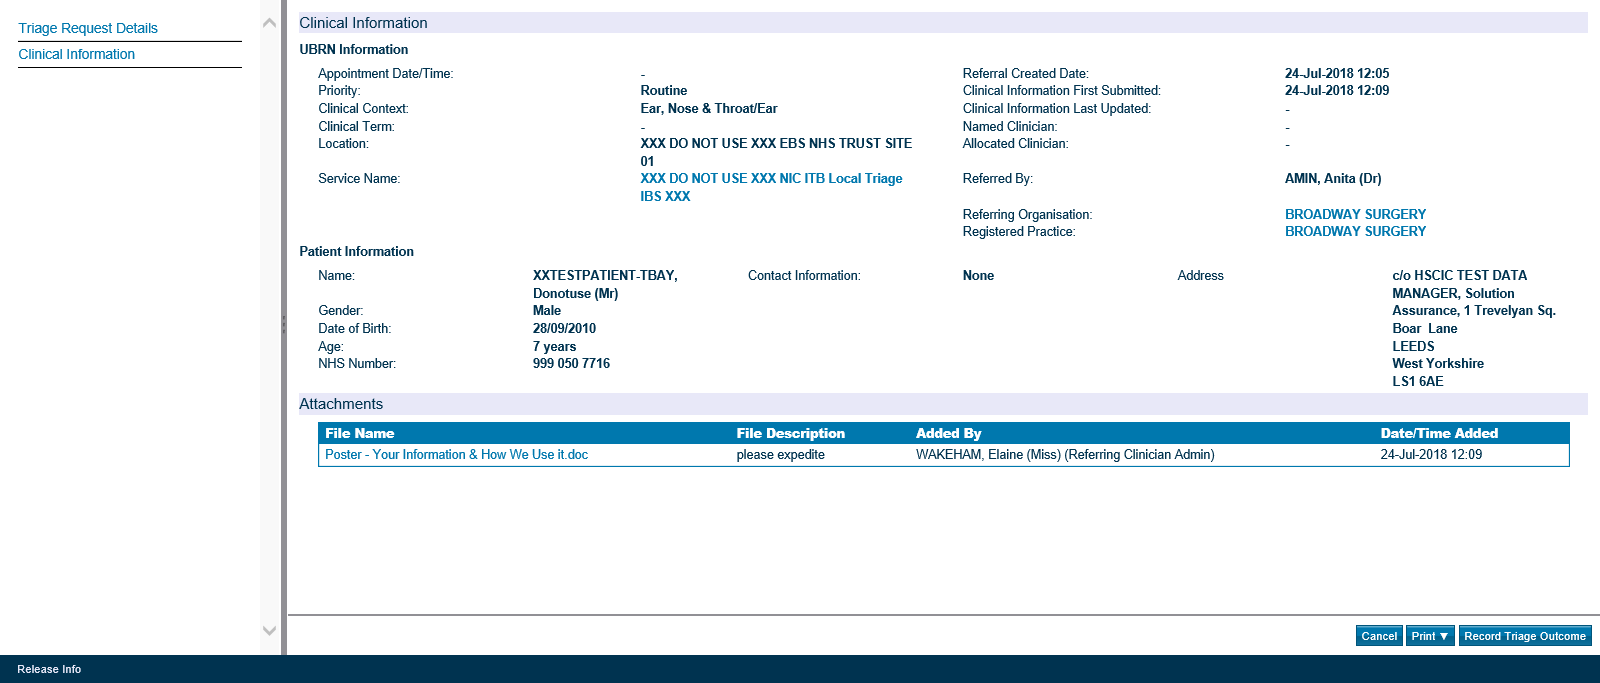 Triage Request Details
Clinical Information
Clinical Information
UBRN Information
Appointment Date/Time: - Referral Created Date: 24-Jul-2018 12:05
Priority: Routine Clinical Information First Submitted: 24-Jul-2018 12:09
Clinical Context: Ear, Nose & Throat/Ear Clinical Information Last Updated: -
Clinical Term: - Named Clinician: -
Location: XXX DO NOT USE XXX EBS NHS TRUST SITE Allocated Clinician: -
01
Service Name: XXX DO NOT USE XXX NIC ITB Local Triage Referred By: AMIN, Anita (Dr)
IBS XXX
Referring Organisation: BROADWAY SURGERY
Registered Practice: BROADWAY SURGERY
Patient Information
Name: XXTESTPATIENT-TBAY, Contact Information: None Address c/o HSCIC TEST DATA
Donotuse (Mr) MANAGER, Solution
Gender: Male Assurance, 1 Trevelyan Sq.
Date of Birth: 28/09/2010 Boar Lane
Age: 7 years LEEDS
NHS Number: 999 050 7716 West Yorkshire
LS1 6AE
Attachments
File Name File Description Added By Date/Time Added
Poster - Your Information & How We Use it.doc please expedite WAKEHAM, Elaine (Miss) (Referring Clinician Admin) 24-Jul-2018 12:09
Cancel Print ▼ Record Triage Outcome
Release Info